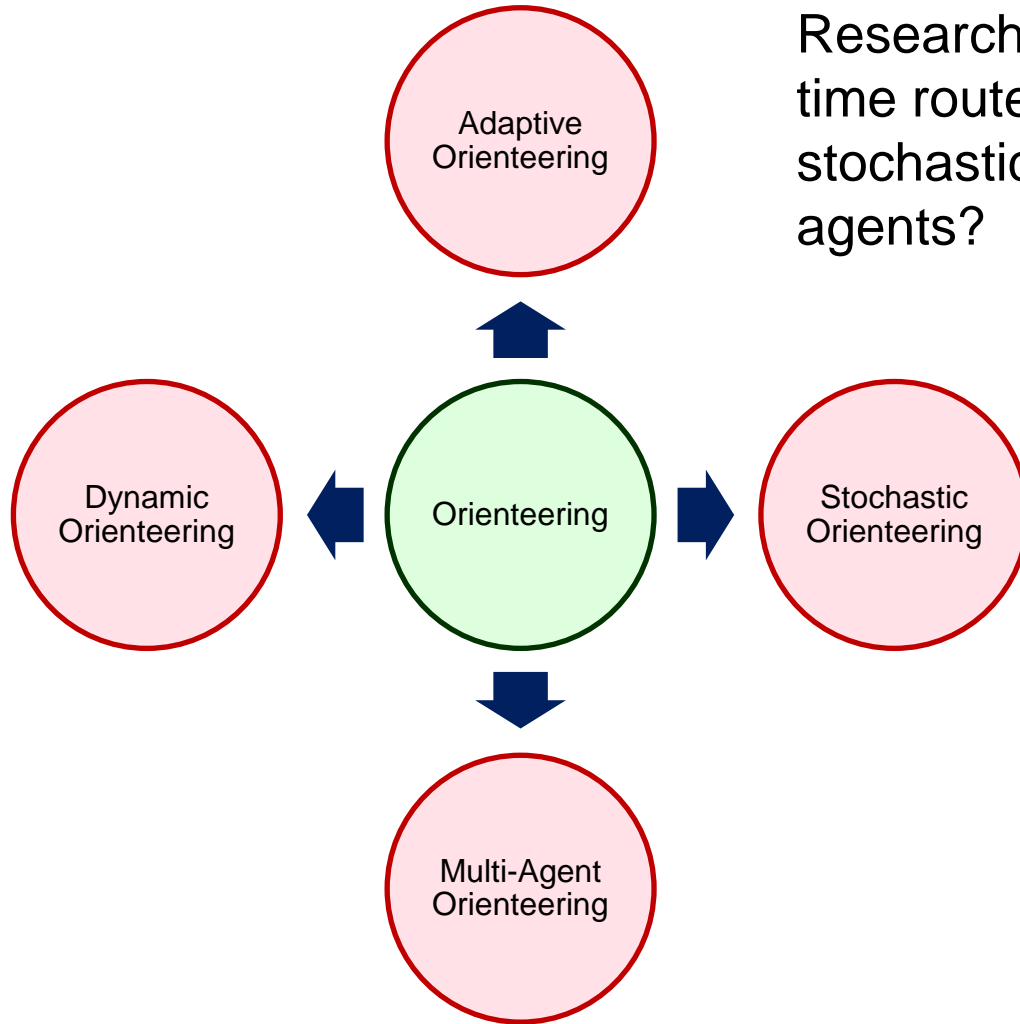 Research
time route
stochastic
agents?
Adaptive
Orienteering
Dynamic
Orienteering
Orienteering
Stochastic
Orienteering
Multi-Agent
Orienteering